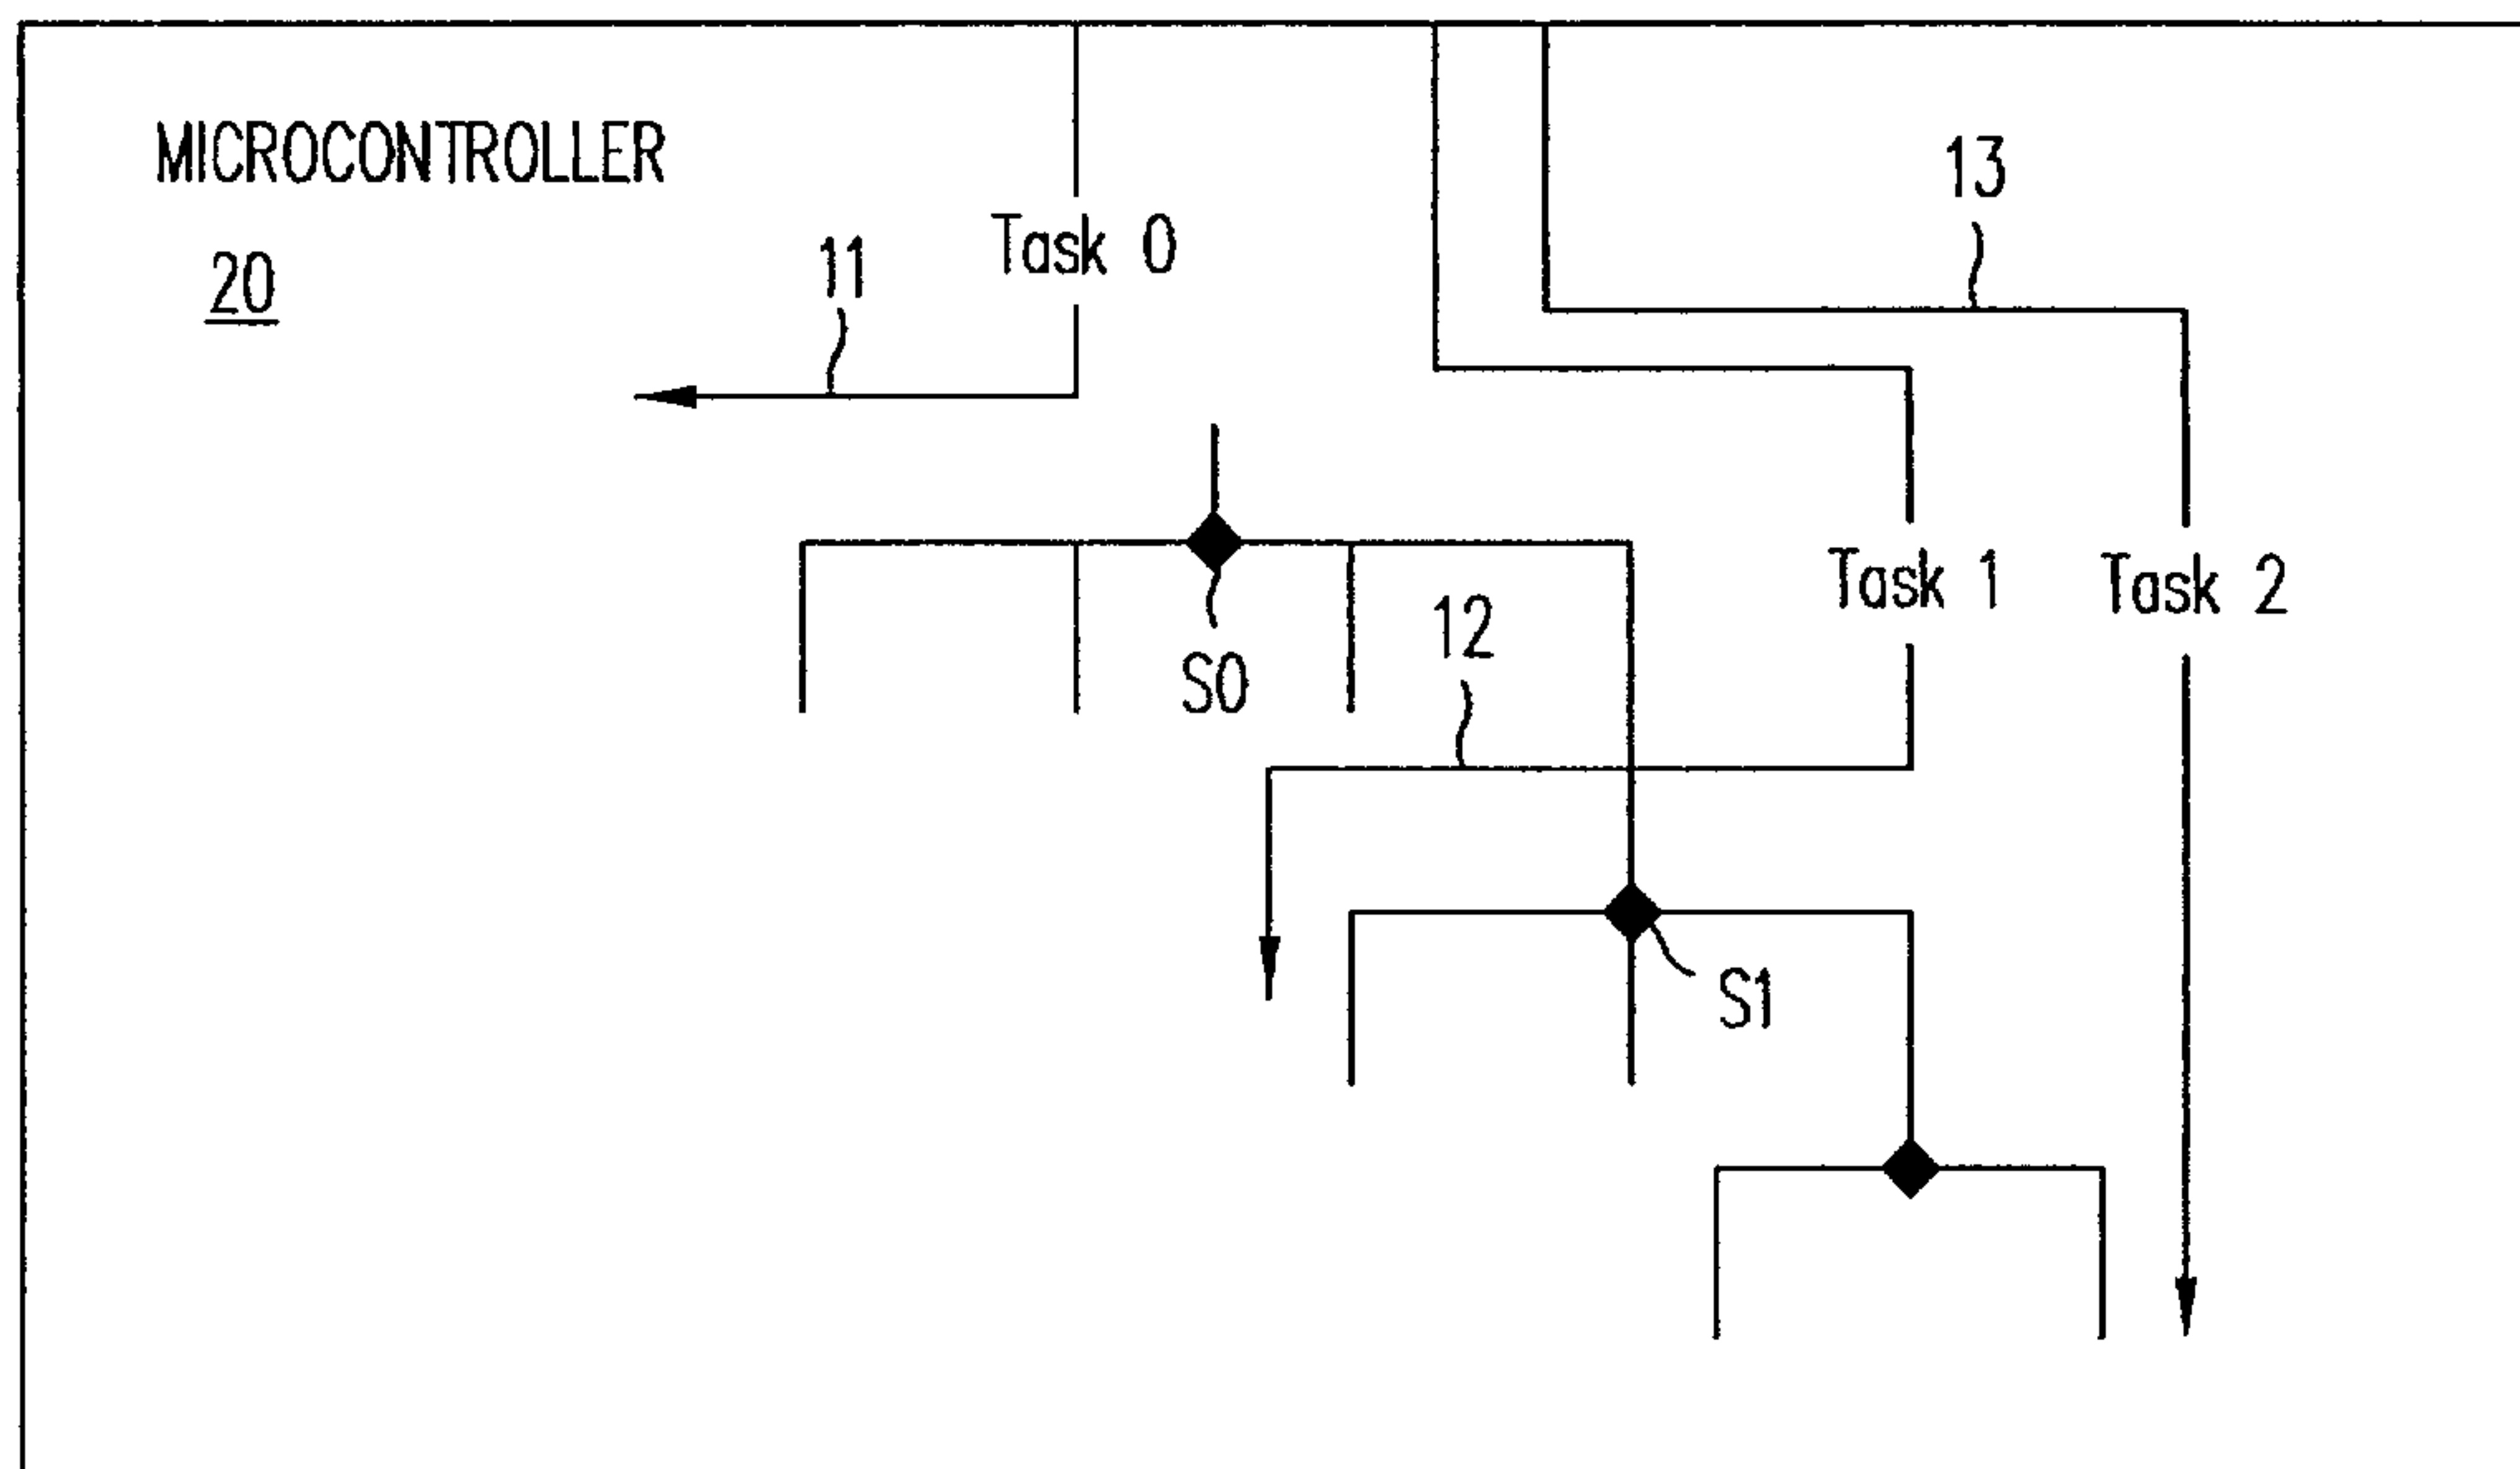 MICROCONTROLLER
20
11
Task 0
13
S0
12
Task 1
Task 2
S1